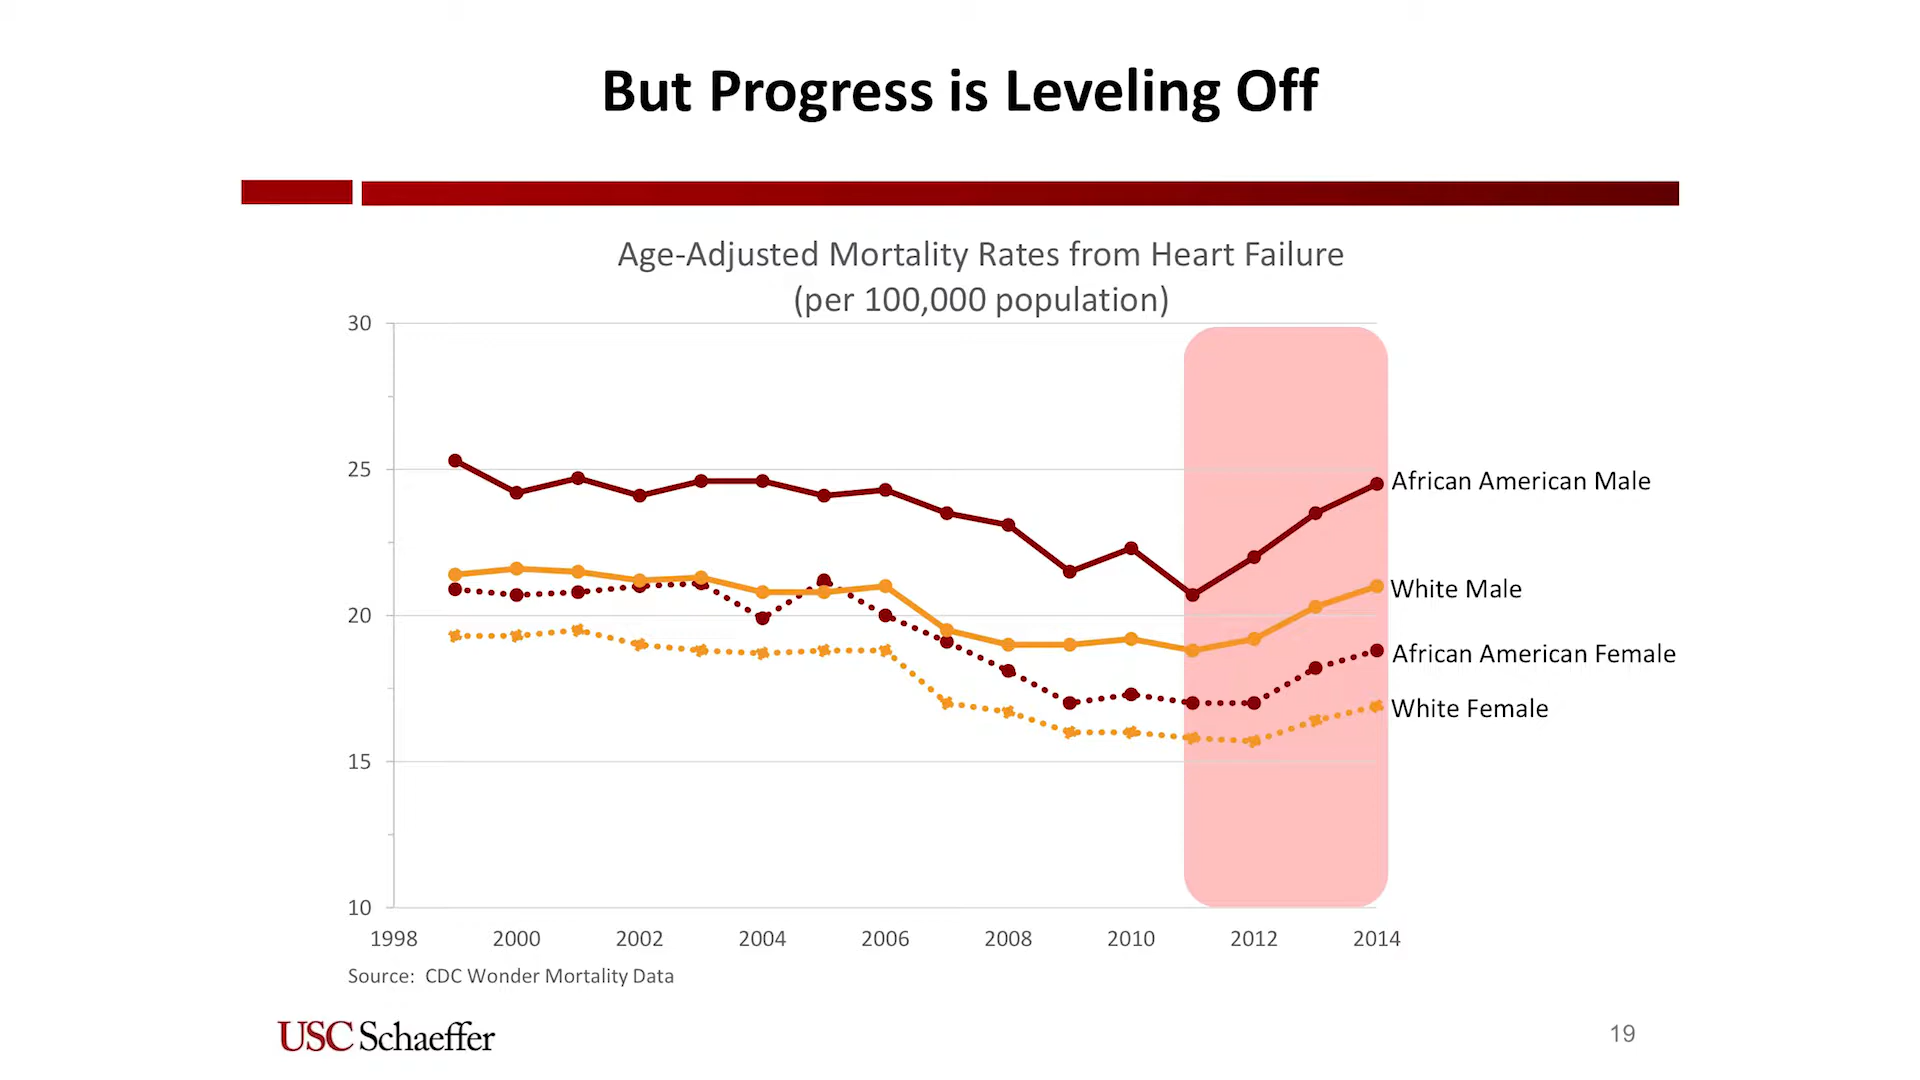 But Progress is Leveling Off
Age-Adjusted Mortality Rates from Heart Failure
(per 100,000 population)
30
25
20
15
10
African American Male
White Male
African American Female
White Female
1998 2000 2002 2004 2006 2008 2010 2012 2014
Source: CDC Wonder Mortality Data
USC Schaeffer
19